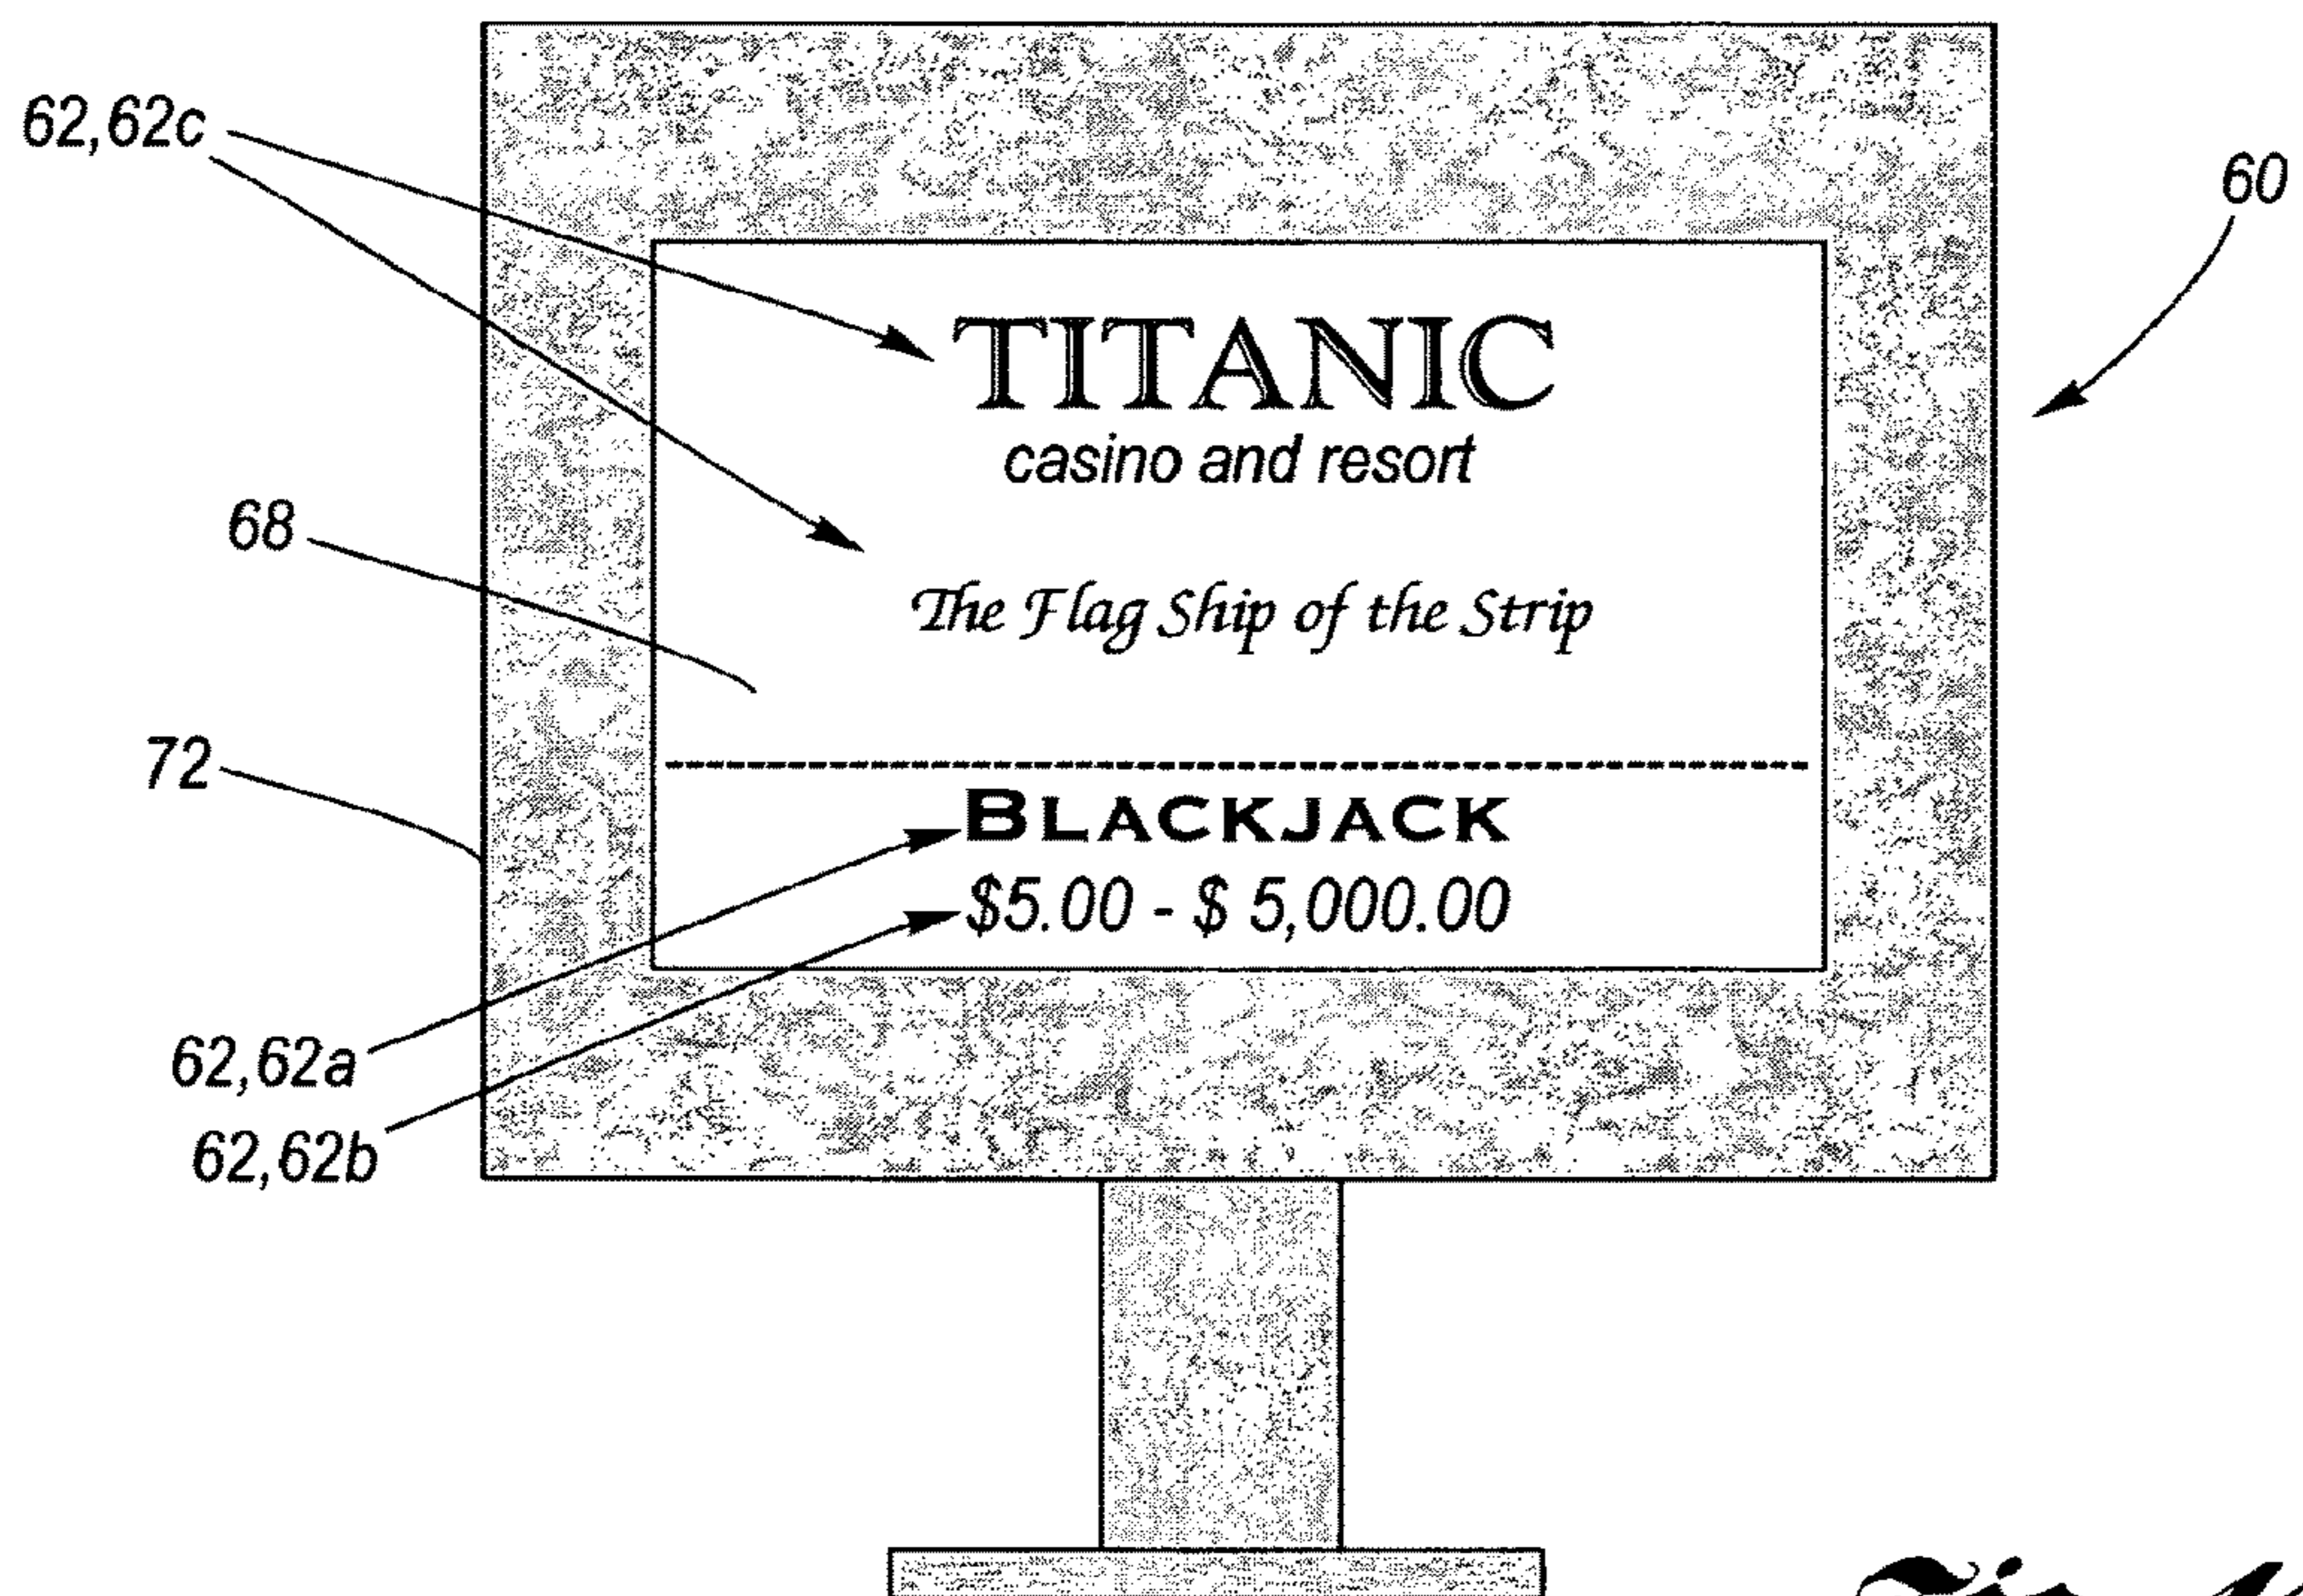 62,62c
60
TITANIC
casino and resort
68
The Flag Ship of the Strip
72
BLACKJACK
$5.00 - $ 5,000.00
62,62a
62,62b